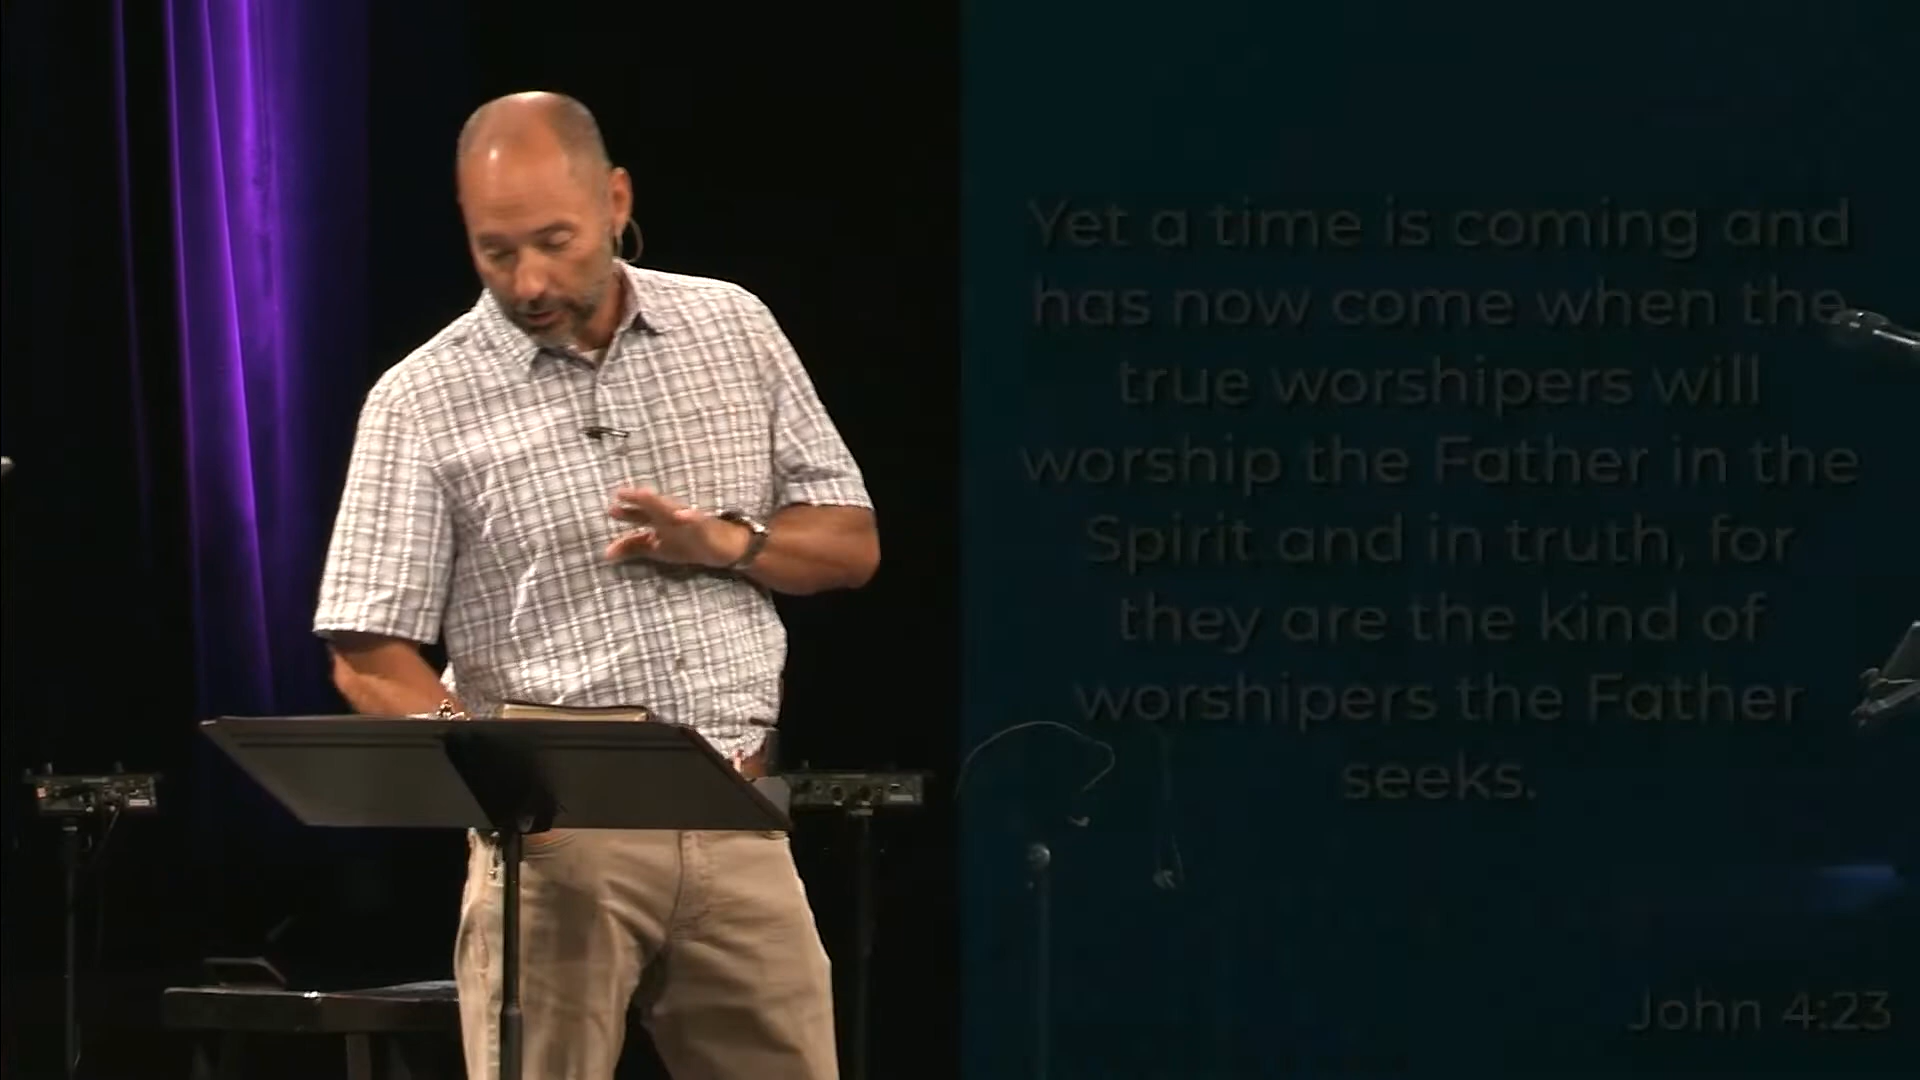 Yet a time is coming and
has now come when the
true worshipers will
worship the Father in the
Spirit and in truth, for
they are the kind of
worshipers the Father
seeks.
John 4:23